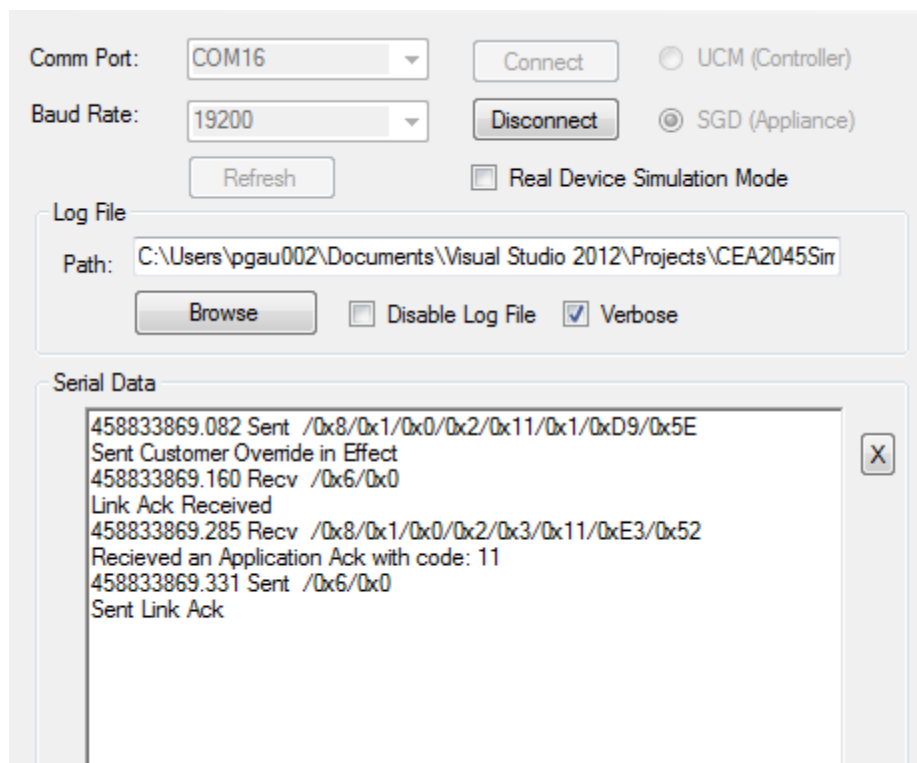 Comm Port: COM16 Connect UCM (Controller)
Baud Rate: 19200 Disconnect SGD (Appliance)
Refresh Real Device Simulation Mode
Log File
Path: C:\Users\pgau002\Documents\Visual Studio 2012\Projects\CEA2045Sim
Browse Disable Log File Verbose
Serial Data
458833869.082 Sent /0x8/0x1/0x0/0x2/0x11/0x1/0xD9/0x5E
Sent Customer Override in Effect
X
458833869.160 Recv /0x6/0x0
Link Ack Received
458833869.285 Recv /0x8/0x1/0x0/0x2/0x3/0x11/0xE3/0x52
Recieved an Application Ack with code: 11
458833869.331 Sent /0x6/0x0
Sent Link Ack